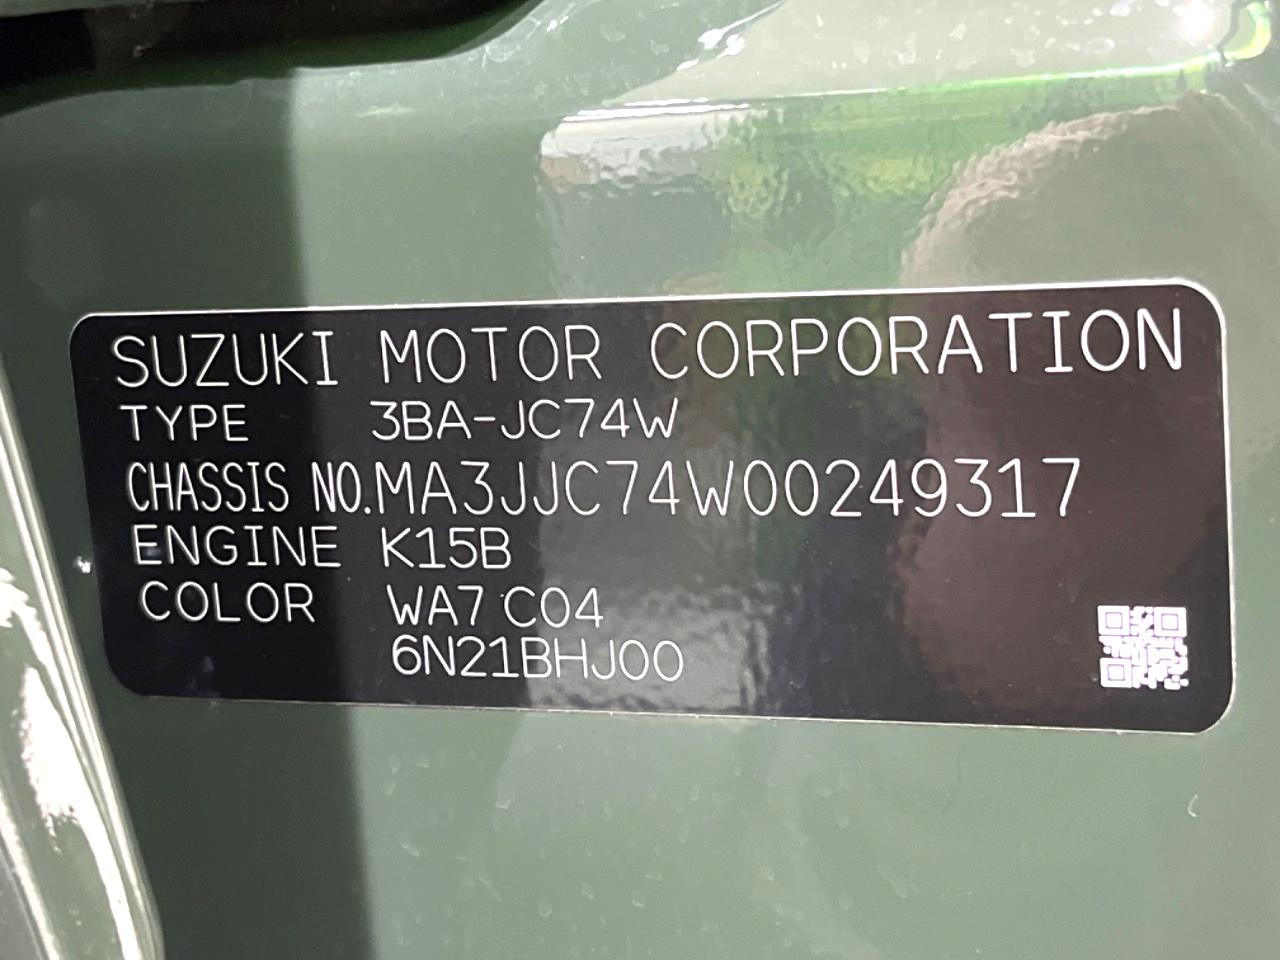 SUZUKI MOTOR CORPORATION
TYPE 3BA-JC74W
CHASSIS NO.MA3JJC74W00249317
ENGINE K15B
COLOR WA7 C04
6N21BHJ00